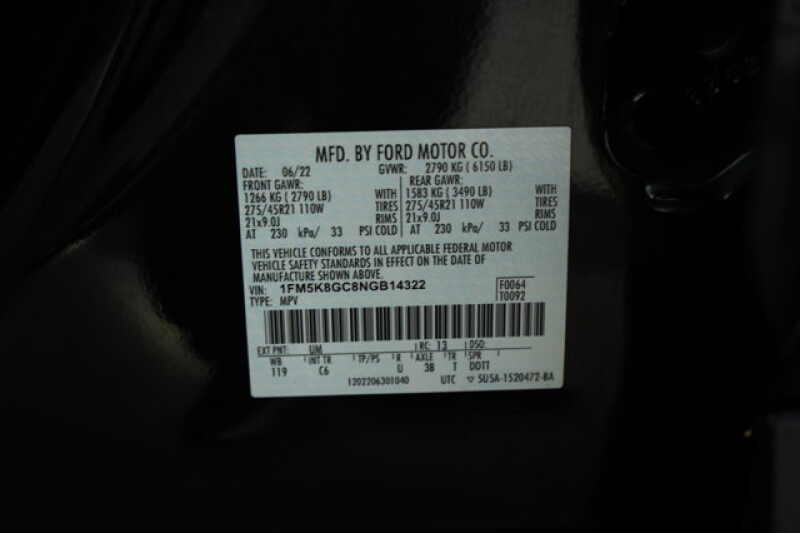 MFD. BY FORD MOTOR CO.
DATE: 06/22 GVWR: 2790 KG ( 6150 LB)
FRONT GAWR: REAR GAWR:
1266 KG ( 2790 LB) WITH 1583 KG ( 3490 LB) WITH
275/45R21 110W TIRES 275/45R21 110W TIRES
21x9.0J RIMS 21x9.0J RIMS
AT 230 kPa/ 33 PSI COLD AT 230 kPa/ 33 PSI COLD
THIS VEHICLE CONFORMS TO ALL APPLICABLE FEDERAL MOTOR
VEHICLE SAFETY STANDARDS IN EFFECT ON THE DATE OF
MANUFACTURE SHOWN ABOVE.
VIN: 1FM5K8GC8NGB14322 F0064
TYPE: MPV T0092
EXT PNT: UM RC: 13 DSO:
WB INT TR TP/PS R AXLE TR SPR
119 C6 U 3B T DDTT
1202206301040 UTC ▽ 5U5A-1520472-BA